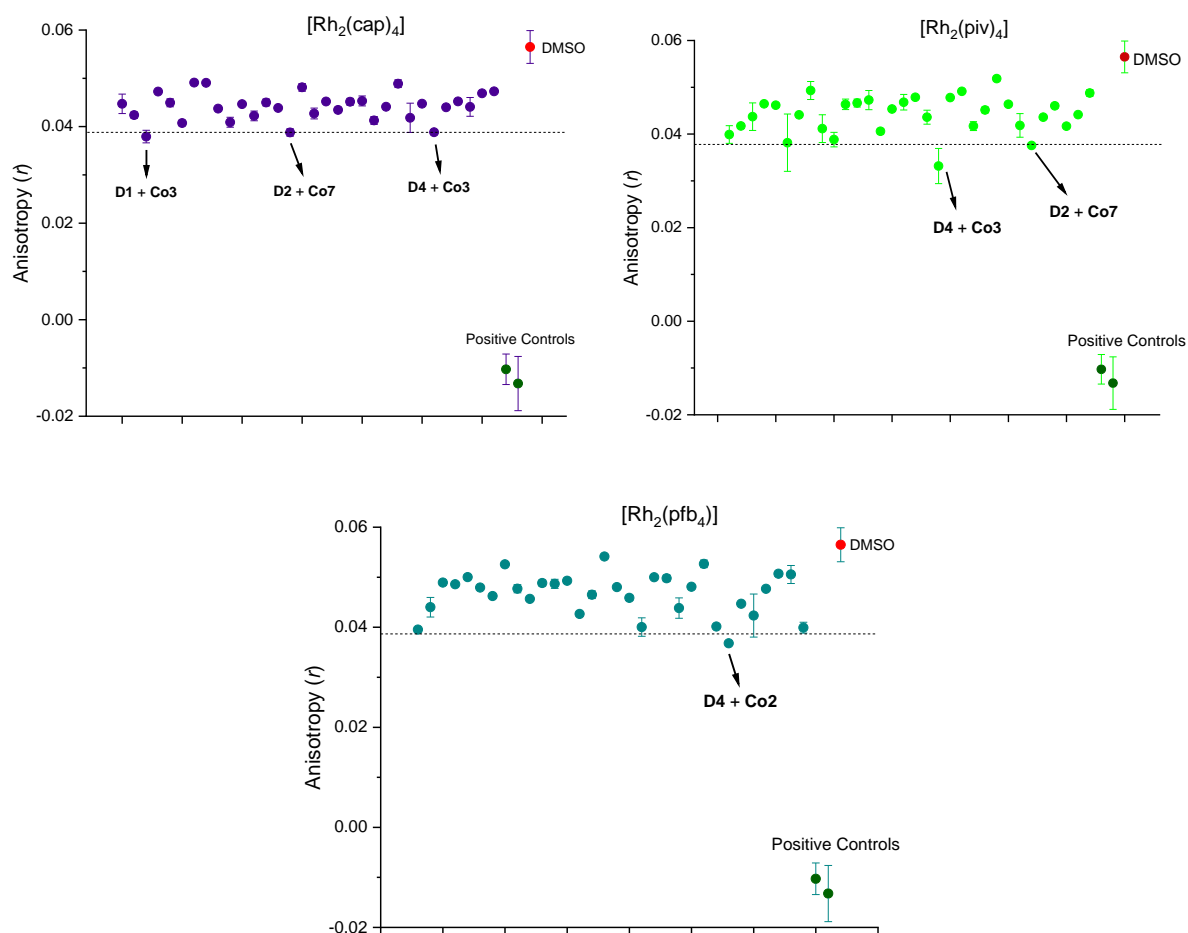 [Rh₂(cap)₄]
0.06
DMSO
0.04
D1 + Co3
D2 + Co7
D4 + Co3
0.02
Anisotropy (r)
0.00
Positive Controls
-0.02
[Rh₂(piv)₄]
0.06
DMSO
0.04
D4 + Co3
D2 + Co7
0.02
Anisotropy (r)
0.00
Positive Controls
-0.02
[Rh₂(pfb₄)]
0.06
DMSO
0.04
D4 + Co2
0.02
Anisotropy (r)
0.00
Positive Controls
-0.02